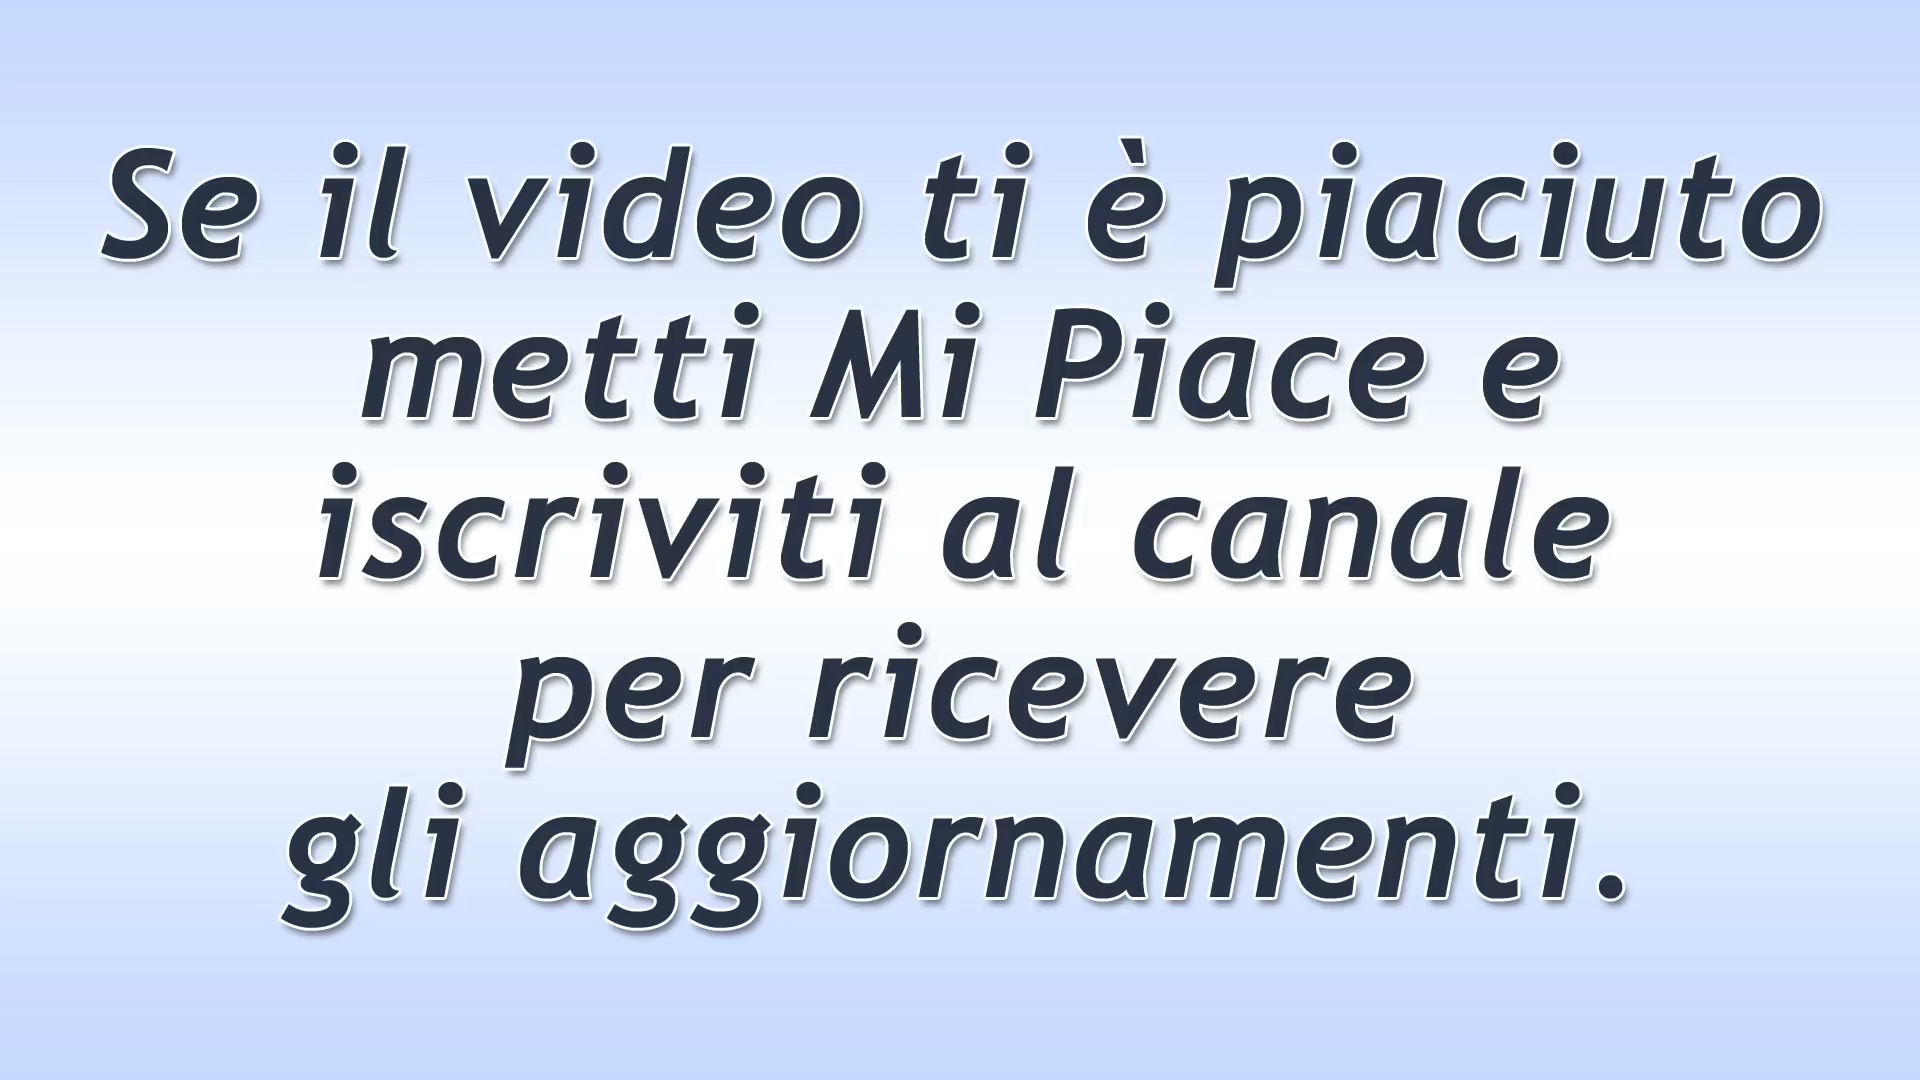 Se il video ti è piaciuto
metti Mi Piace e
iscriviti al canale
per ricevere
gli aggiornamenti.